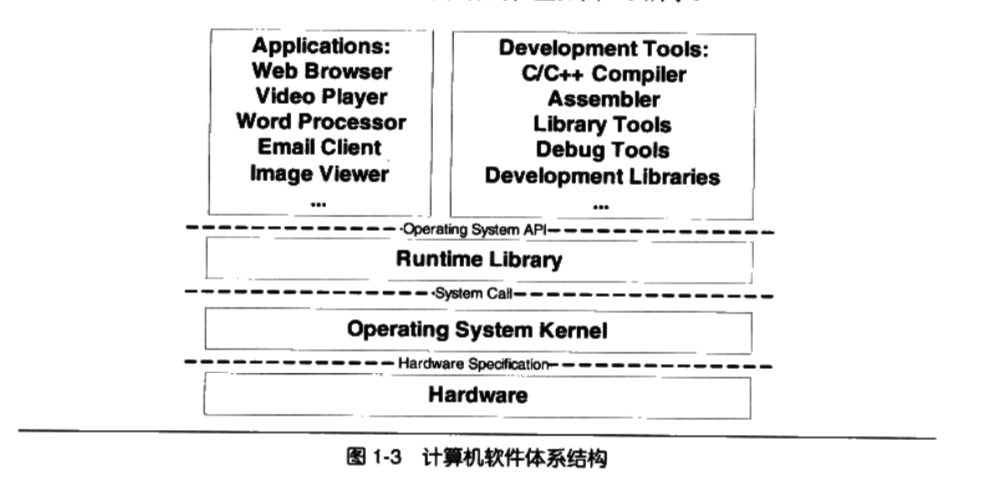 Applications:
Web Browser
Video Player
Word Processor
Email Client
Image Viewer
...
Development Tools:
C/C++ Compiler
Assembler
Library Tools
Debug Tools
Development Libraries
...
Operating System API
Runtime Library
System Call
Operating System Kernel
Hardware Specification
Hardware
图 1-3 计算机软件体系结构